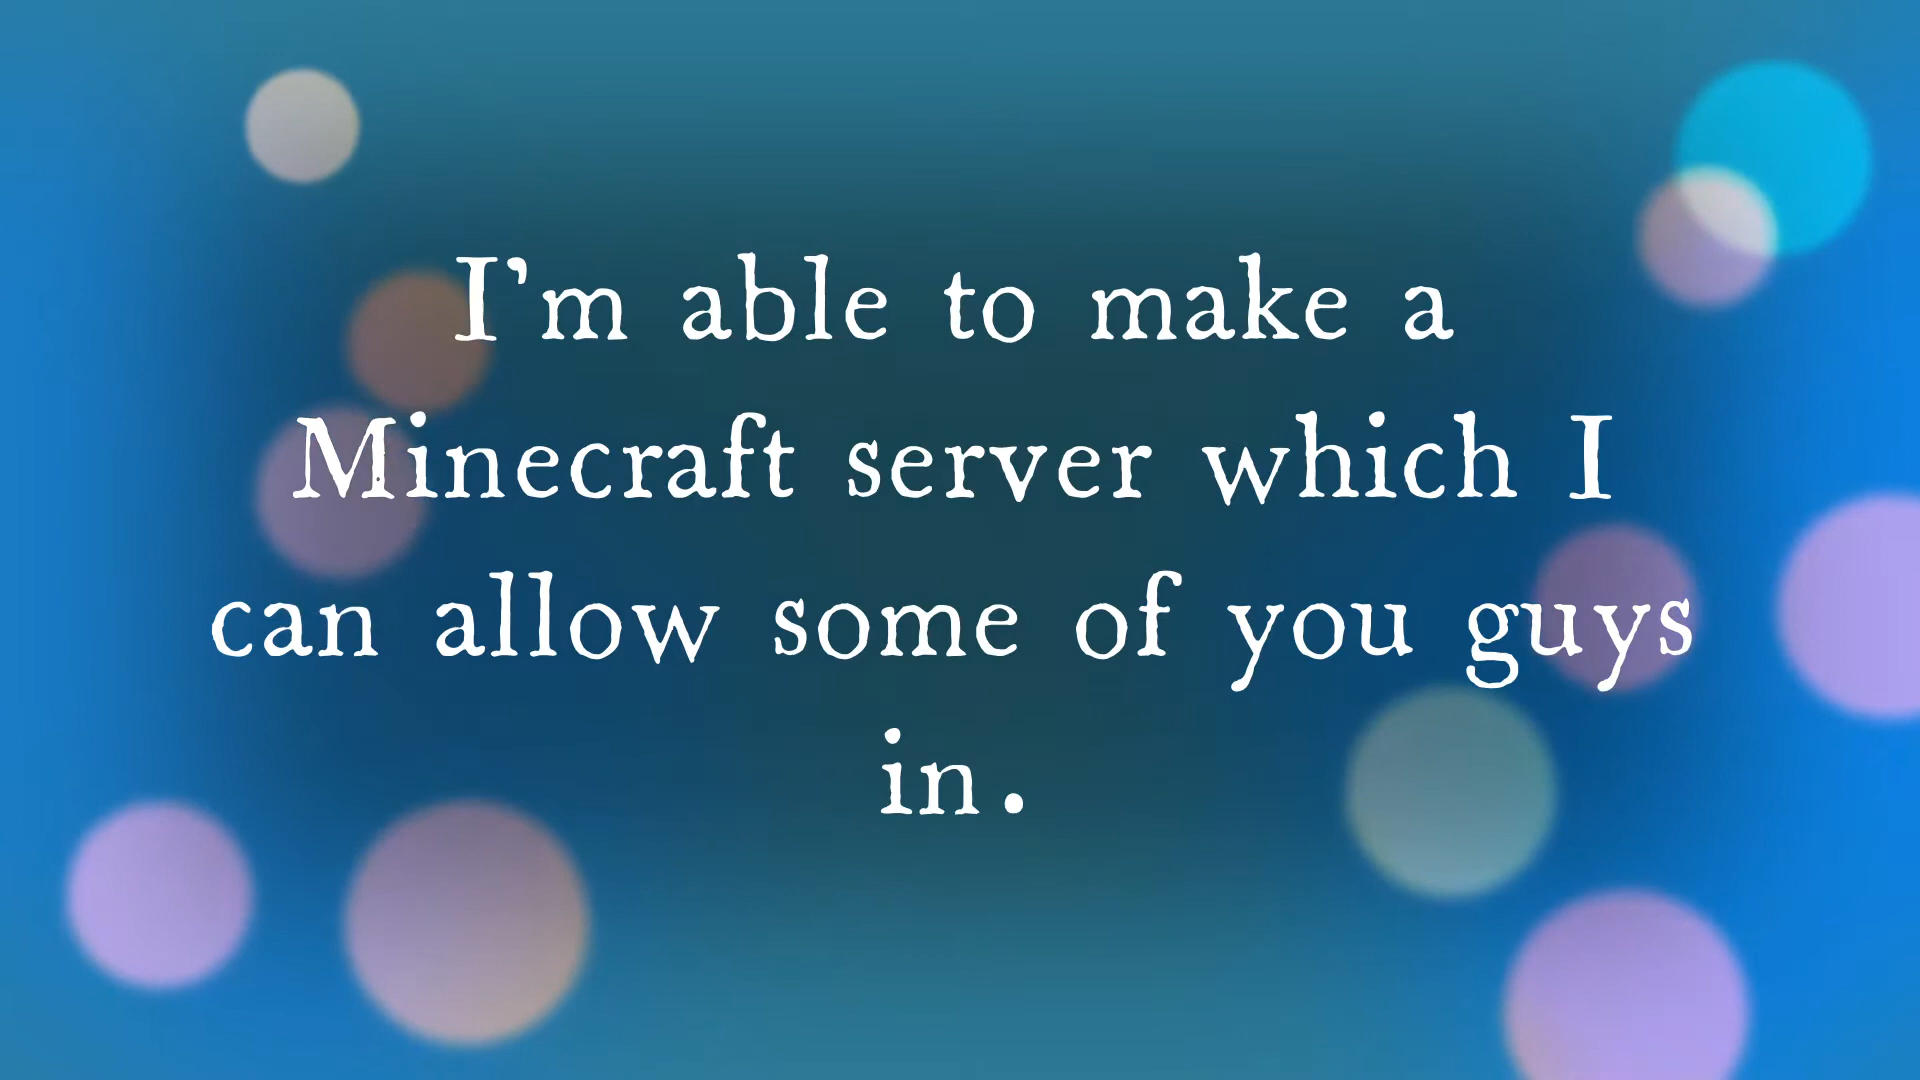 I’m able to make a
Minecraft server which I
can allow some of you guys
in.